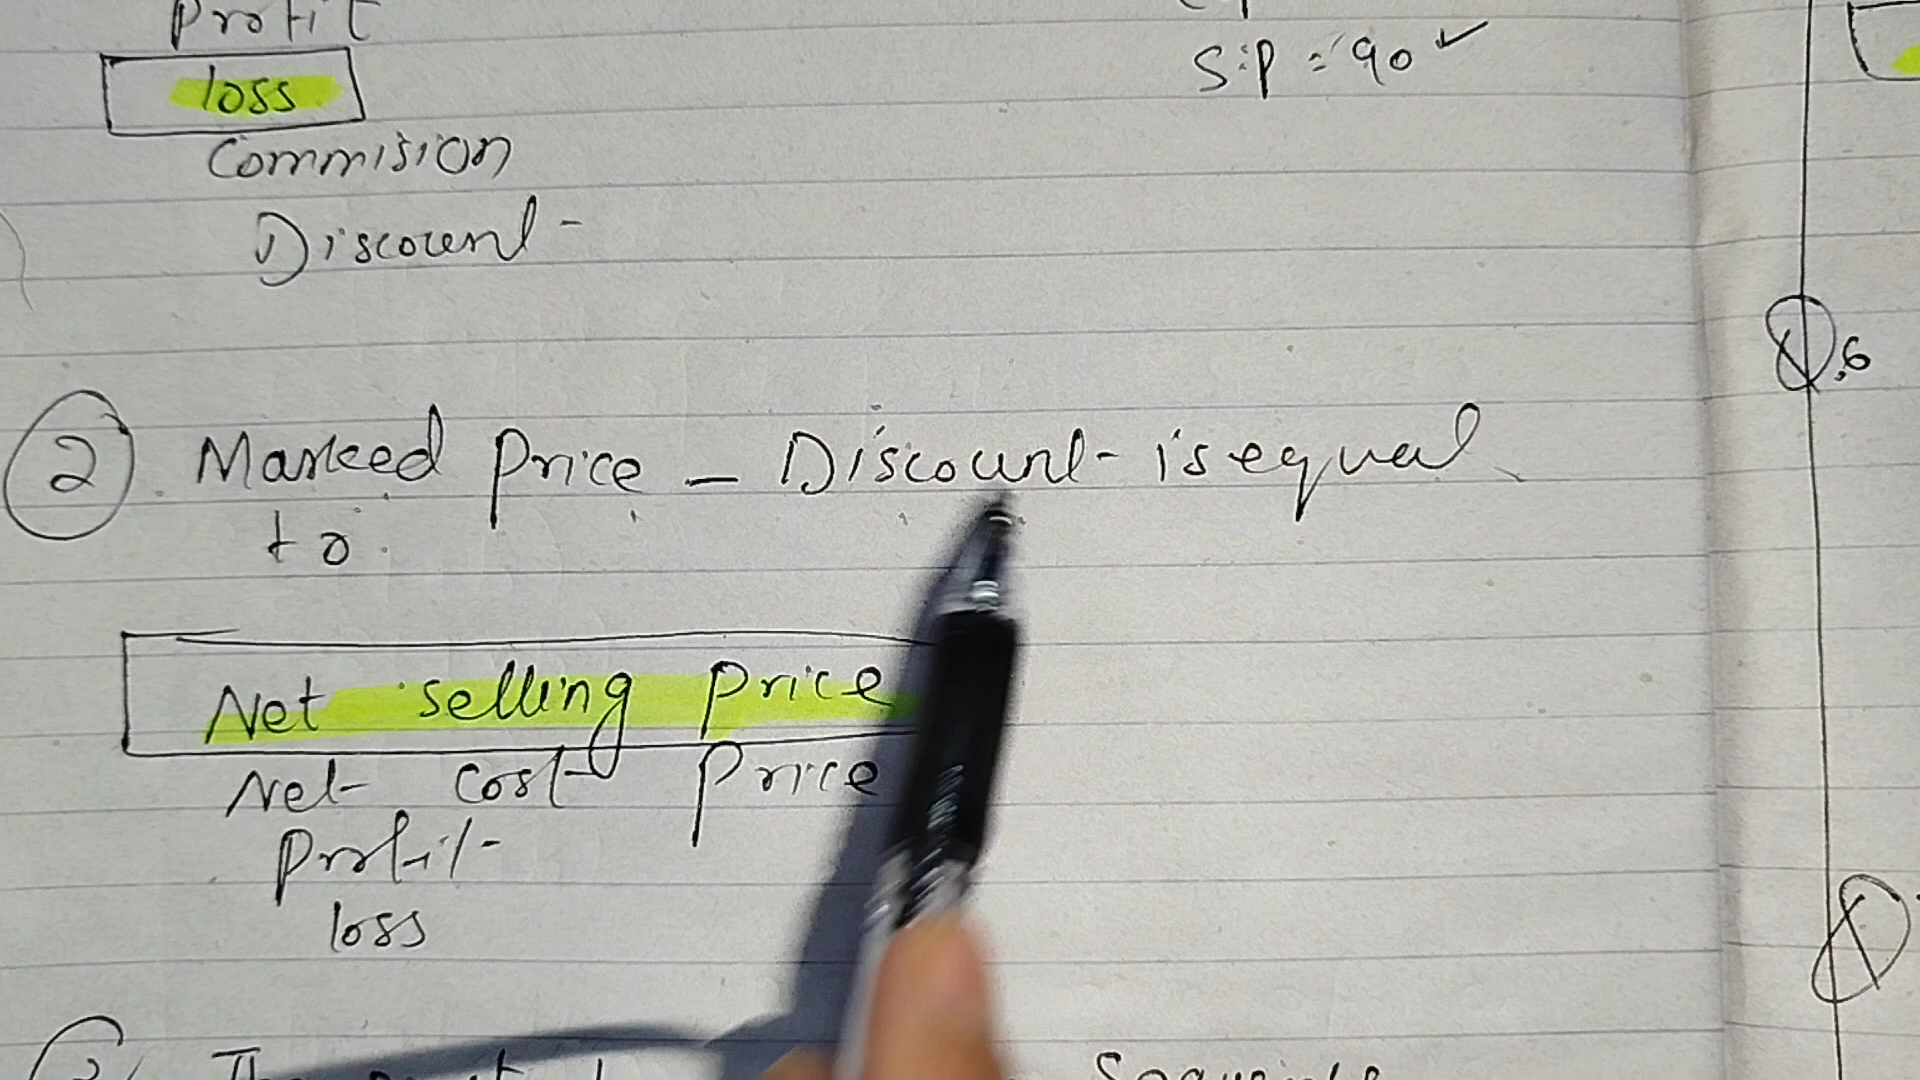 Profit
loss
S.P = 90 ✓
Commision
Discount -
Q.6
2 Marked Price - Discount is equal
to
Net selling Price
Net Cost Price
Profit
loss